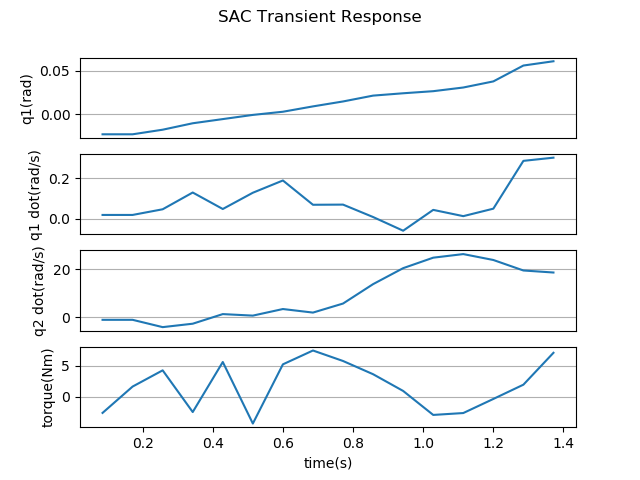 SAC Transient Response
q1(rad)
0.05
0.00
q1 dot(rad/s)
0.2
0.0
q2 dot(rad/s)
20
0
torque(Nm)
5
0
0.2 0.4 0.6 0.8 1.0 1.2 1.4
time(s)